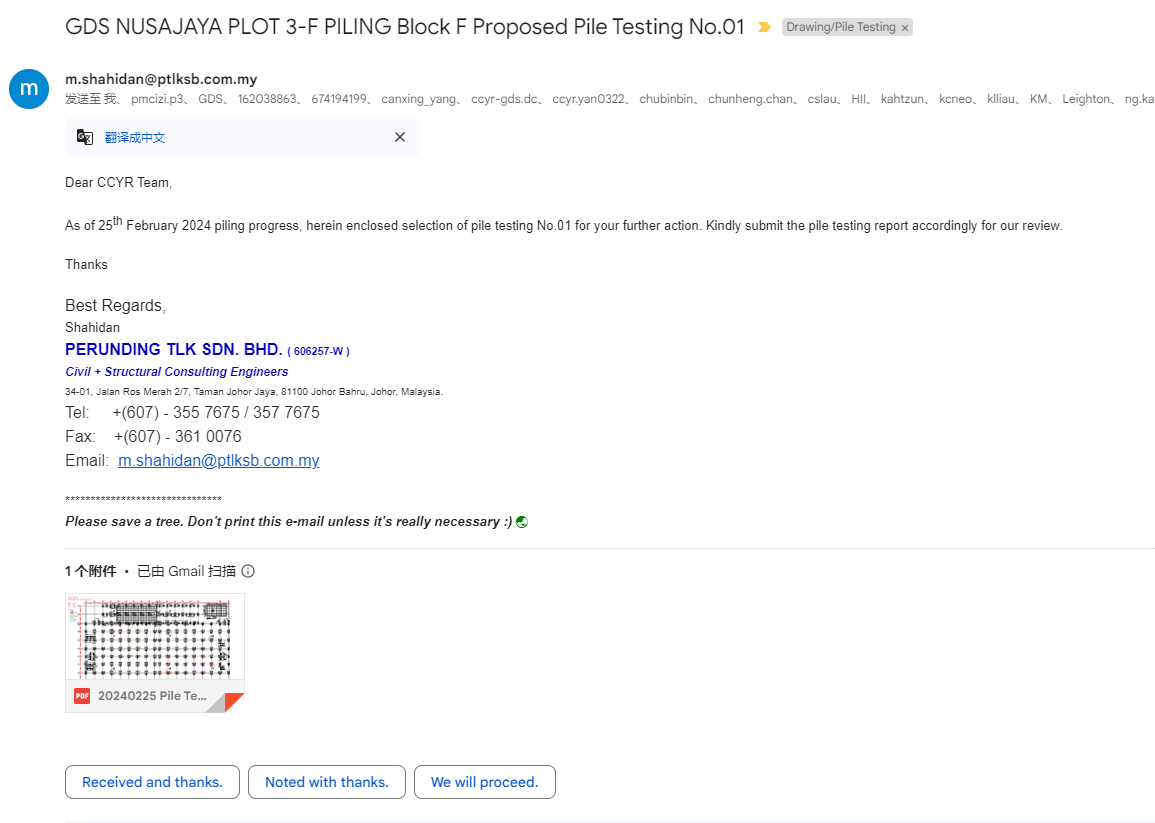 GDS NUSAJAYA PLOT 3-F PILING Block F Proposed Pile Testing No.01 Drawing/Pile Testing ×
m
m.shahidan@ptlksb.com.my
发送至 我、 pmcizi.p3、 GDS、 162038863、 674194199、 canxing_yang、 ccyr-gds.dc、 ccyr.yan0322、 chubinbin、 chunheng.chan、 cslau、 HII、 kahtzun、 kcneo、 klliau、 KM、 Leighton、 ng.ka
翻译成中文
Dear CCYR Team,
As of 25th February 2024 piling progress, herein enclosed selection of pile testing No.01 for your further action. Kindly submit the pile testing report accordingly for our review.
Thanks
Best Regards,
Shahidan
PERUNDING TLK SDN. BHD. ( 606257-W )
Civil + Structural Consulting Engineers
34-01, Jalan Ros Merah 2/7, Taman Johor Jaya, 81100 Johor Bahru, Johor, Malaysia.
Tel: +(607) - 355 7675 / 357 7675
Fax: +(607) - 361 0076
Email: m.shahidan@ptlksb.com.my
*******************************
Please save a tree. Don't print this e-mail unless it's really necessary :)
1 个附件 • 已由 Gmail 扫描
PDF 20240225 Pile Te...
Received and thanks. Noted with thanks. We will proceed.